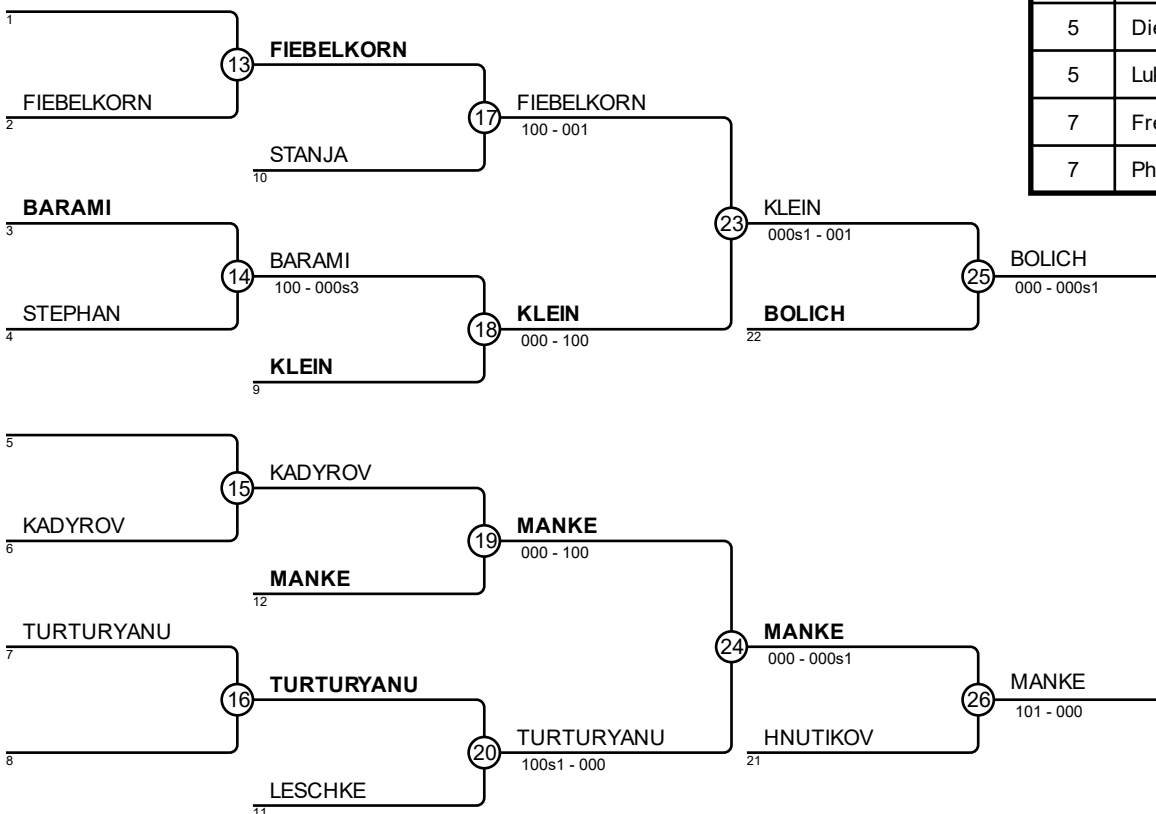 1
5 Die
13 FIEBELKORN
5 Luk
FIEBELKORN
2
17 FIEBELKORN
100 - 001
7 Fre
STANJA
10
7 Ph
BARAMI
3
23 KLEIN
000s1 - 001
14 BARAMI
100 - 000s3
25 BOLICH
000 - 000s1
STEPHAN
4
18 KLEIN
000 - 100
BOLICH
22
KLEIN
9
5
15 KADYROV
KADYROV
6
19 MANKE
000 - 100
MANKE
12
TURTURYANU
7
24 MANKE
000 - 000s1
16 TURTURYANU
26 MANKE
101 - 000
8
20 TURTURYANU
100s1 - 000
HNUTIKOV
21
LESCHKE
11